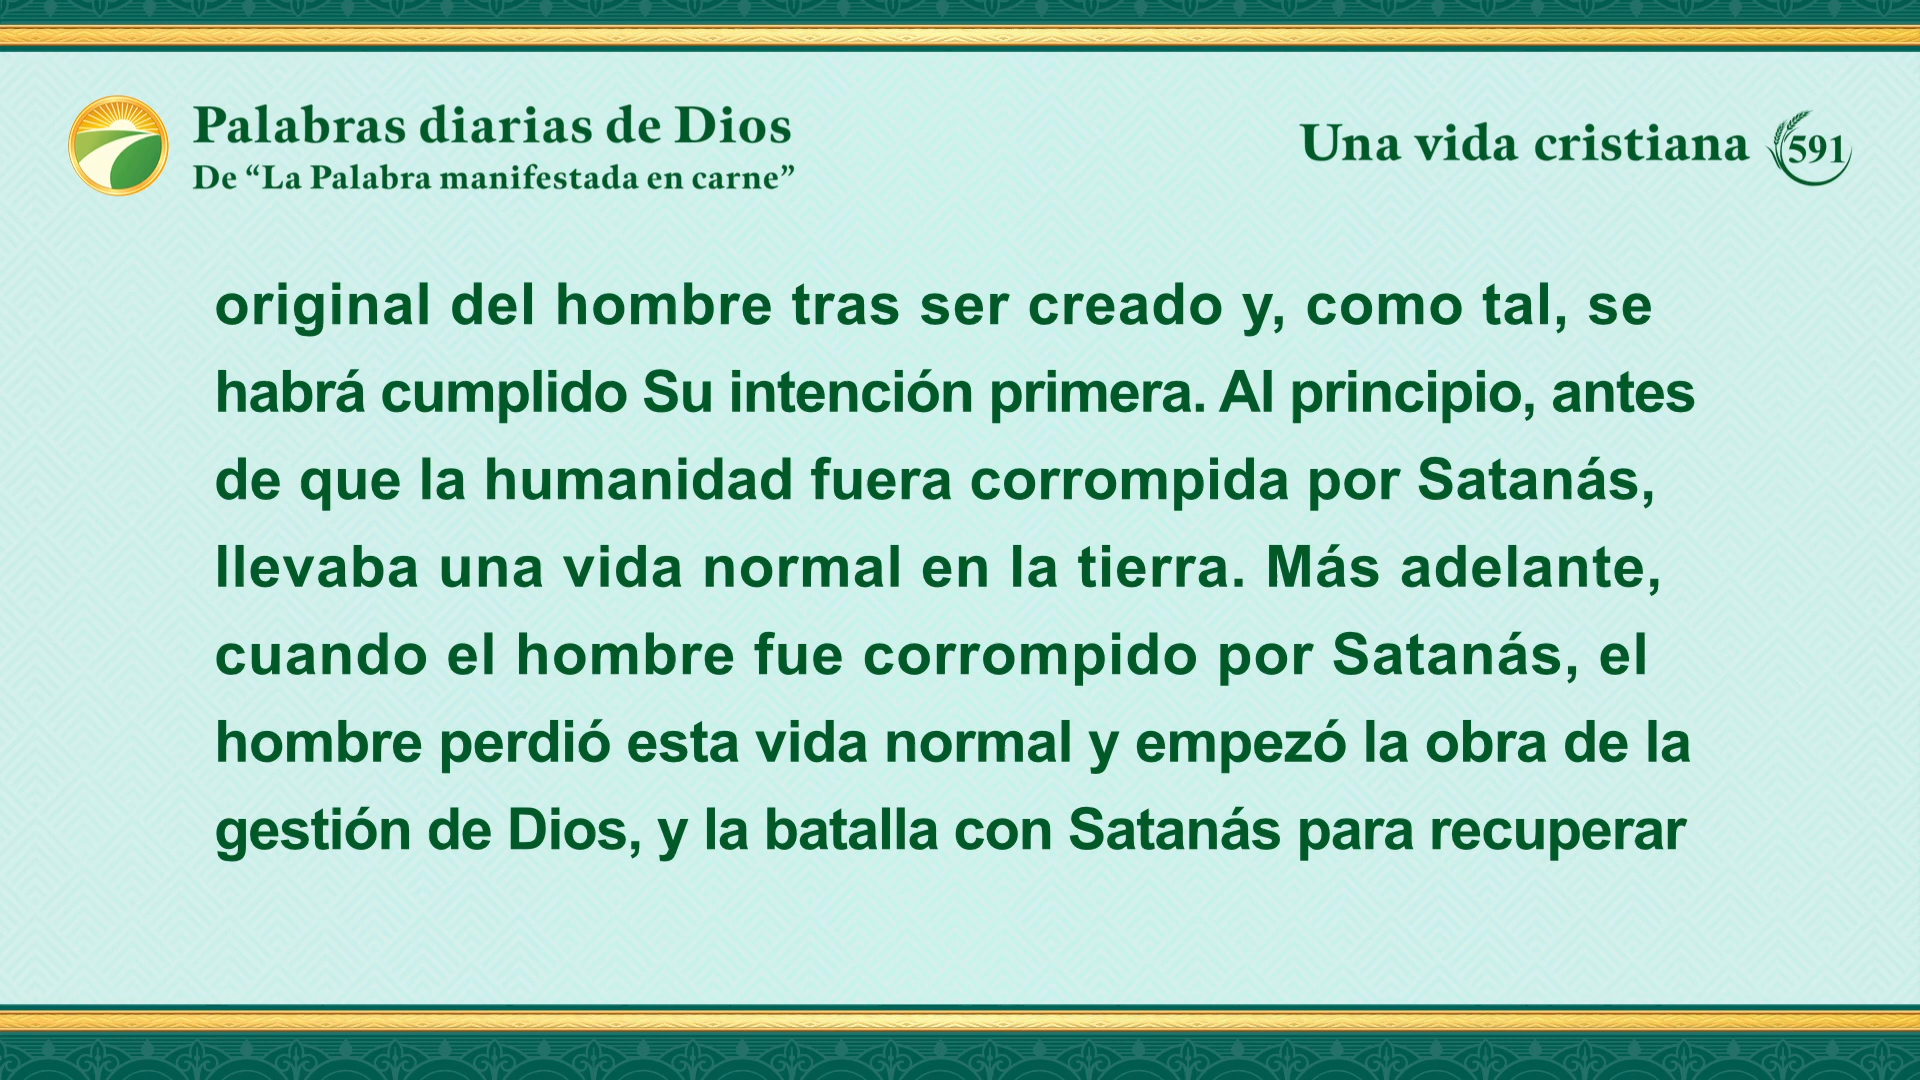 Palabras diarias de Dios
De “La Palabra manifestada en carne”
Una vida cristiana 591
original del hombre tras ser creado y, como tal, se
habrá cumplido Su intención primera. Al principio, antes
de que la humanidad fuera corrompida por Satanás,
llevaba una vida normal en la tierra. Más adelante,
cuando el hombre fue corrompido por Satanás, el
hombre perdió esta vida normal y empezó la obra de la
gestión de Dios, y la batalla con Satanás para recuperar